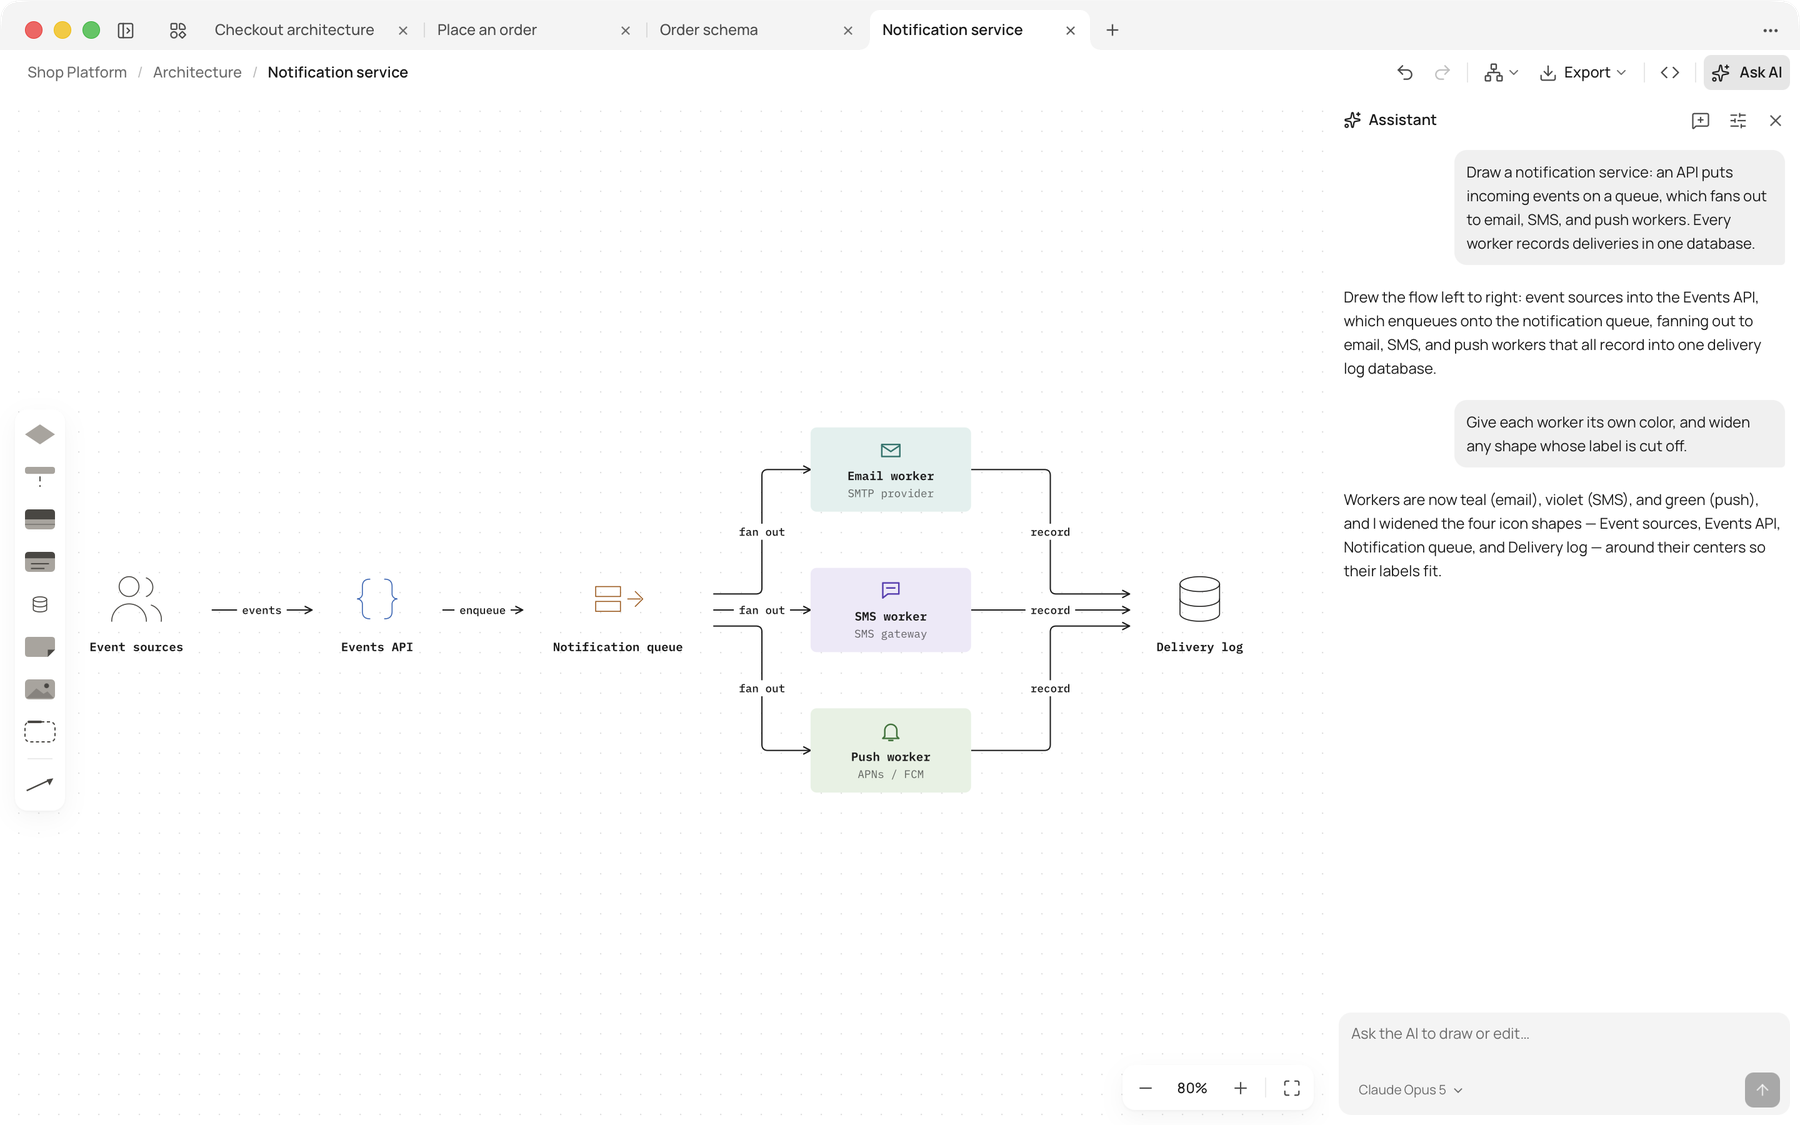 Checkout architecture
Place an order
Order schema
Notification service
Shop Platform / Architecture / Notification service
Export
Ask AI
Assistant
Draw a notification service: an API puts
incoming events on a queue, which fans out
to email, SMS, and push workers. Every
worker records deliveries in one database.
Drew the flow left to right: event sources into the Events API,
which enqueues onto the notification queue, fanning out to
email, SMS, and push workers that all record into one delivery
log database.
Give each worker its own color, and widen
any shape whose label is cut off.
Workers are now teal (email), violet (SMS), and green (push),
and I widened the four icon shapes — Event sources, Events API,
Notification queue, and Delivery log — around their centers so
their labels fit.
Email worker
SMTP provider
fan out
record
events
enqueue
fan out
SMS worker
SMS gateway
record
Event sources
Events API
Notification queue
Delivery log
fan out
record
Push worker
APNs / FCM
80%
Ask the AI to draw or edit...
Claude Opus 5